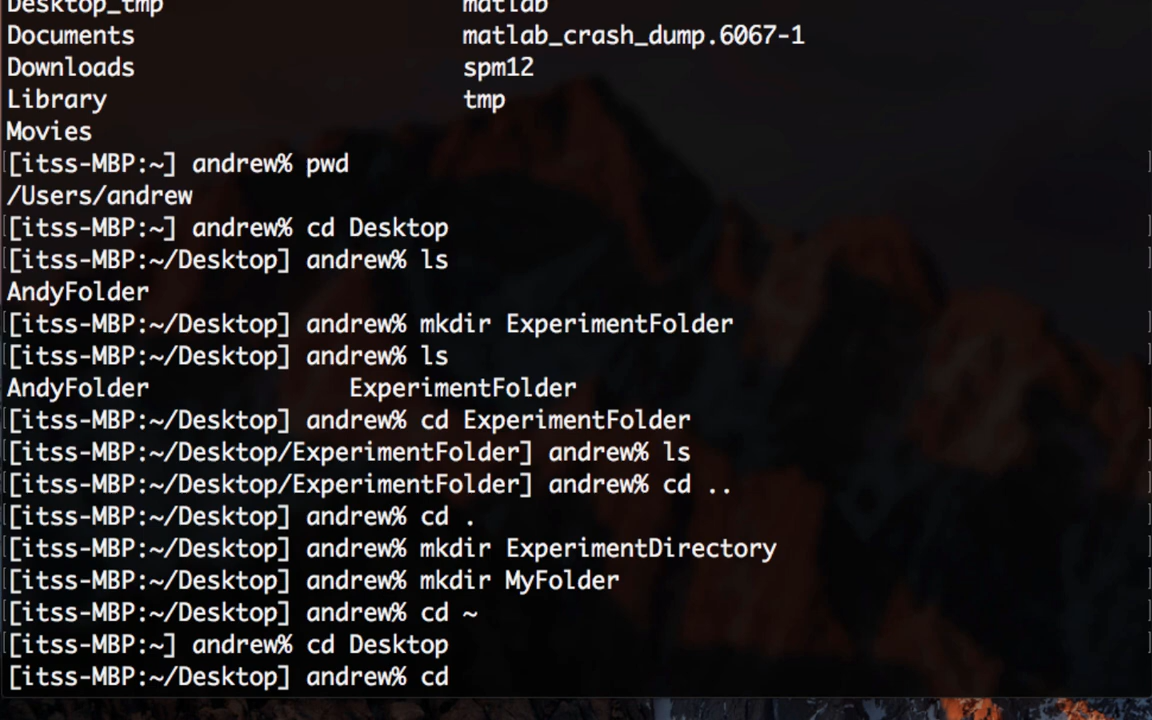 Desktop_tmp matlab
Documents matlab_crash_dump.6067-1
Downloads spm12
Library tmp
Movies
[itss-MBP:~] andrew% pwd
/Users/andrew
[itss-MBP:~] andrew% cd Desktop
[itss-MBP:~/Desktop] andrew% ls
AndyFolder
[itss-MBP:~/Desktop] andrew% mkdir ExperimentFolder
[itss-MBP:~/Desktop] andrew% ls
AndyFolder ExperimentFolder
[itss-MBP:~/Desktop] andrew% cd ExperimentFolder
[itss-MBP:~/Desktop/ExperimentFolder] andrew% ls
[itss-MBP:~/Desktop/ExperimentFolder] andrew% cd ..
[itss-MBP:~/Desktop] andrew% cd .
[itss-MBP:~/Desktop] andrew% mkdir ExperimentDirectory
[itss-MBP:~/Desktop] andrew% mkdir MyFolder
[itss-MBP:~/Desktop] andrew% cd ~
[itss-MBP:~] andrew% cd Desktop
[itss-MBP:~/Desktop] andrew% cd